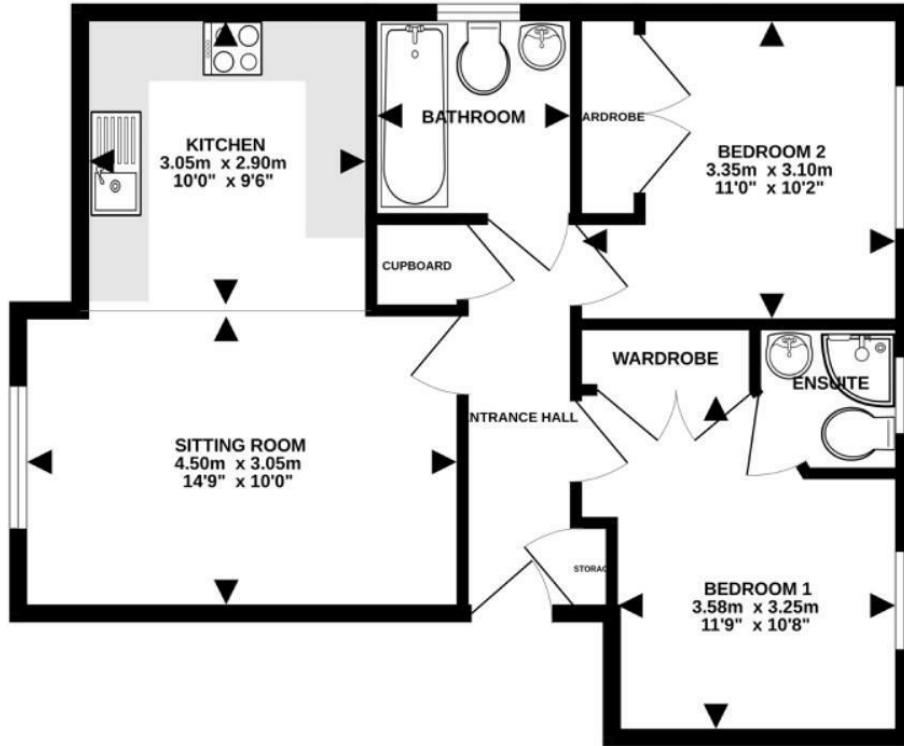 KITCHEN
3.05m x 2.90m
10'0" x 9'6"
BATHROOM
ARDROBE
BEDROOM 2
3.35m x 3.10m
11'0" x 10'2"
CUPBOARD
WARDROBE
ENSUITE
NTRANCE HALL
SITTING ROOM
4.50m x 3.05m
14'9" x 10'0"
STORAG
BEDROOM 1
3.58m x 3.25m
11'9" x 10'8"